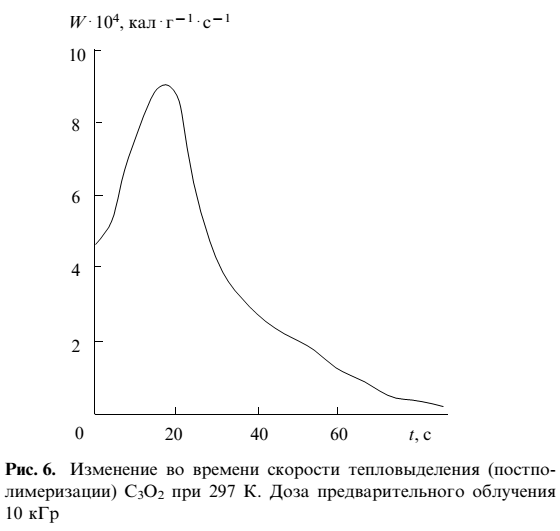 W · 10⁴, кал · г⁻¹ · с⁻¹
10
8
6
4
2
0 20 40 60 t, с
Рис. 6. Изменение во времени скорости тепловыделения (постпо-
лимеризации) C₃O₂ при 297 К. Доза предварительного облучения
10 кГр